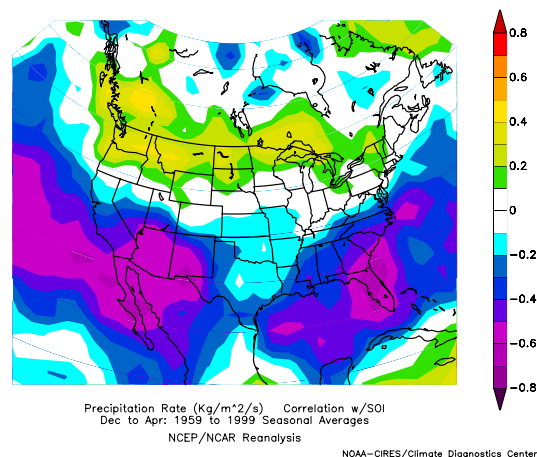 0.8
0.6
0.4
0.2
0
-0.2
-0.4
-0.6
-0.8
Precipitation Rate (Kg/m^2/s) Correlation w/SOI
Dec to Apr: 1959 to 1999 Seasonal Averages
NCEP/NCAR Reanalysis
NOAA-CIRES/Climate Diagnostics Center